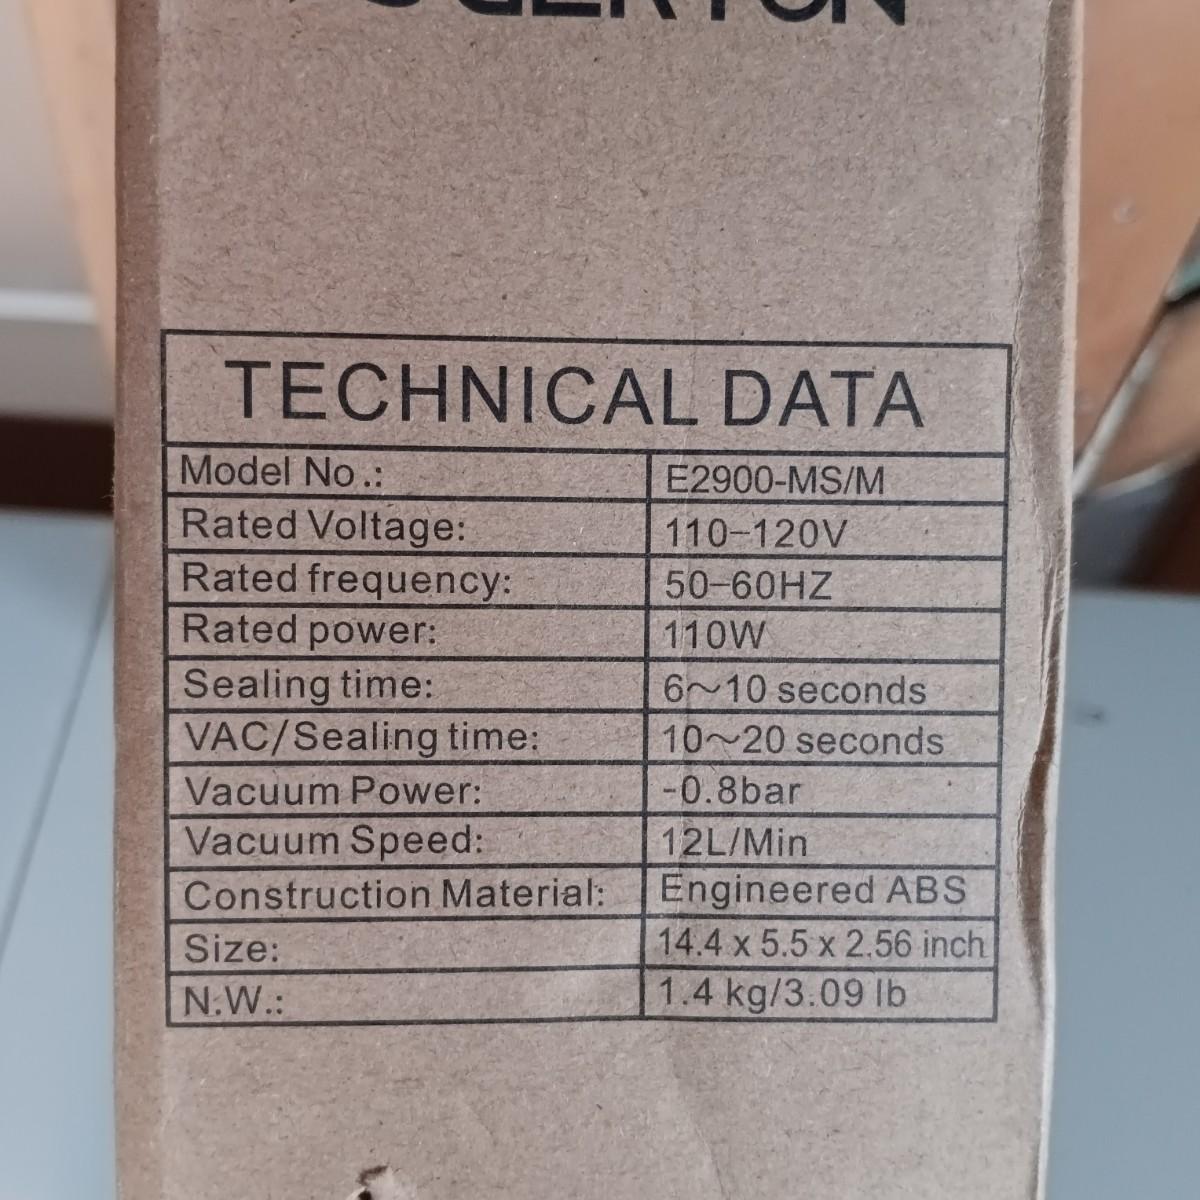 TECHNICAL DATA
Model No.: E2900-MS/M
Rated Voltage: 110-120V
Rated frequency: 50-60HZ
Rated power: 110W
Sealing time: 6~10 seconds
VAC/Sealing time: 10~20 seconds
Vacuum Power: -0.8bar
Vacuum Speed: 12L/Min
Construction Material: Engineered ABS
Size: 14.4 x 5.5 x 2.56 inch
N.W.: 1.4 kg/3.09 lb